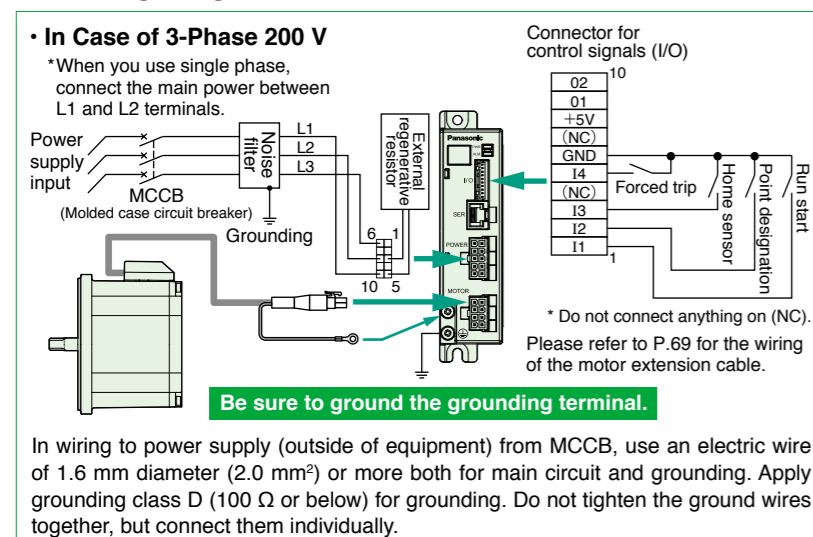 ・In Case of 3-Phase 200 V
*When you use single phase,
connect the main power between
L1 and L2 terminals.
Power
supply
input
MCCB
(Molded case circuit breaker)
Noise
filter
Grounding
L1
L2
L3
External
regenerative
resistor
6 1
10 5
Panasonic
I/O
SER
POWER
MOTOR
Connector for
control signals (I/O)
10
02
01
+5V
(NC)
GND
I4
(NC)
I3
I2
I1
1
Forced trip
Home sensor
Point designation
Run start
* Do not connect anything on (NC).
Please refer to P.69 for the wiring
of the motor extension cable.
Be sure to ground the grounding terminal.
In wiring to power supply (outside of equipment) from MCCB, use an electric wire
of 1.6 mm diameter (2.0 mm²) or more both for main circuit and grounding. Apply
grounding class D (100 Ω or below) for grounding. Do not tighten the ground wires
together, but connect them individually.